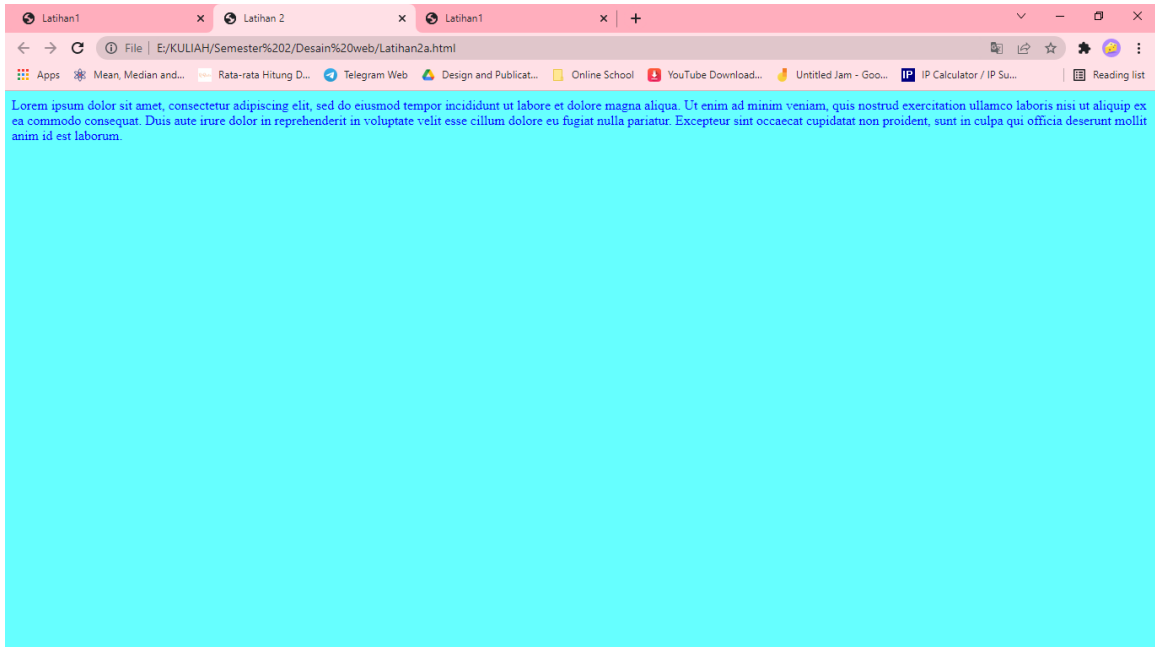 Latihan1 Latihan 2 Latihan1
File E:/KULIAH/Semester%202/Desain%20web/Latihan2a.html
Apps Mean, Median and... Rata-rata Hitung D... Telegram Web Design and Publicat... Online School YouTube Download... Untitled Jam - Goo... IP IP Calculator / IP Su... Reading list
Lorem ipsum dolor sit amet, consectetur adipiscing elit, sed do eiusmod tempor incididunt ut labore et dolore magna aliqua. Ut enim ad minim veniam, quis nostrud exercitation ullamco laboris nisi ut aliquip ex
ea commodo consequat. Duis aute irure dolor in reprehenderit in voluptate velit esse cillum dolore eu fugiat nulla pariatur. Excepteur sint occaecat cupidatat non proident, sunt in culpa qui officia deserunt mollit
anim id est laborum.